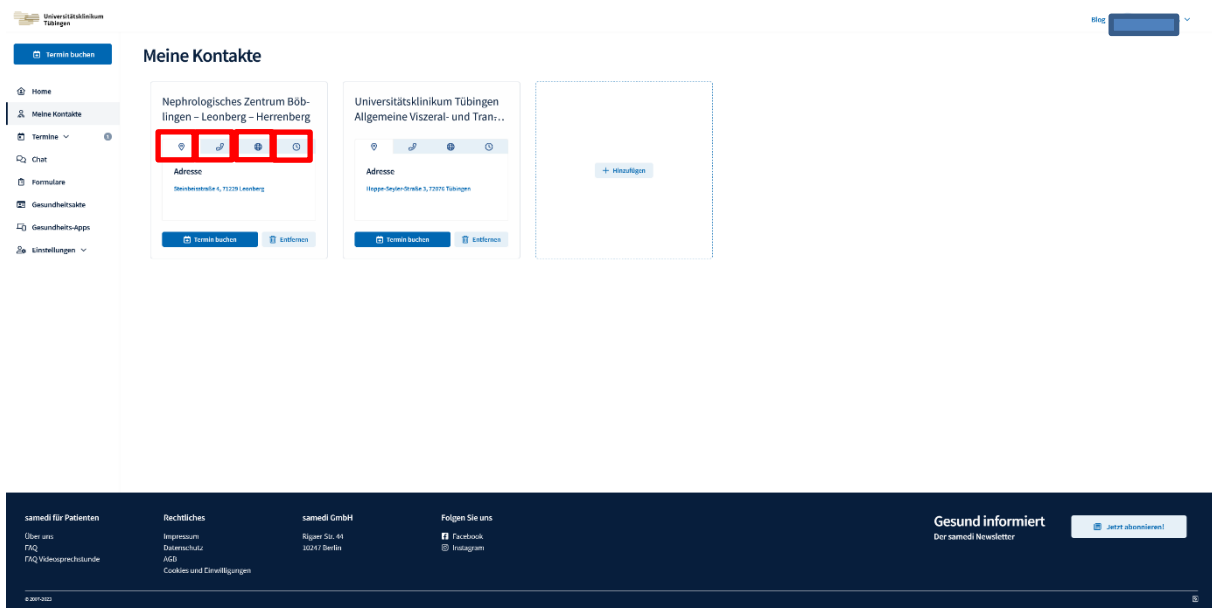 Universitätsklinikum
Tübingen
Blog
Termin buchen
Meine Kontakte
Home
Meine Kontakte
Termine
Chat
Formulare
Gesundheitsakte
Gesundheits-Apps
Einstellungen
Nephrologisches Zentrum Böb-
lingen – Leonberg – Herrenberg
Adresse
Steinbeisstraße 4, 71229 Leonberg
Termin buchen
Entfernen
Universitätsklinikum Tübingen
Allgemeine Viszeral- und Tran-...
Adresse
Hoppe-Seyler-Straße 3, 72076 Tübingen
Termin buchen
Entfernen
+ Hinzufügen
samedi für Patienten
Über uns
FAQ
FAQ Videosprechstunde
Rechtliches
Impressum
Datenschutz
AGB
Cookies und Einwilligungen
samedi GmbH
Rigaer Str. 44
10247 Berlin
Folgen Sie uns
Facebook
Instagram
Gesund informiert
Der samedi Newsletter
Jetzt abonnieren!
© 2007-2023